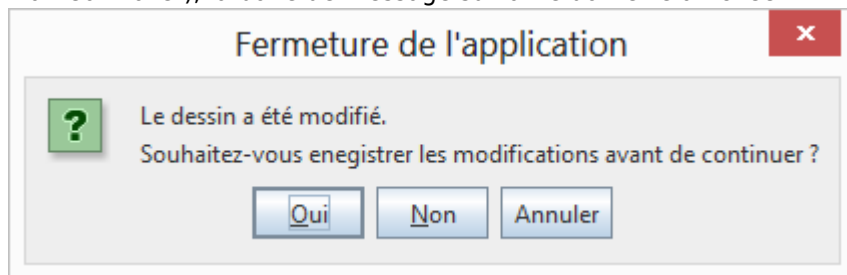 Fermeture de l'application
x
?
Le dessin a été modifié.
Souhaitez-vous enegistrer les modifications avant de continuer ?
Oui Non Annuler